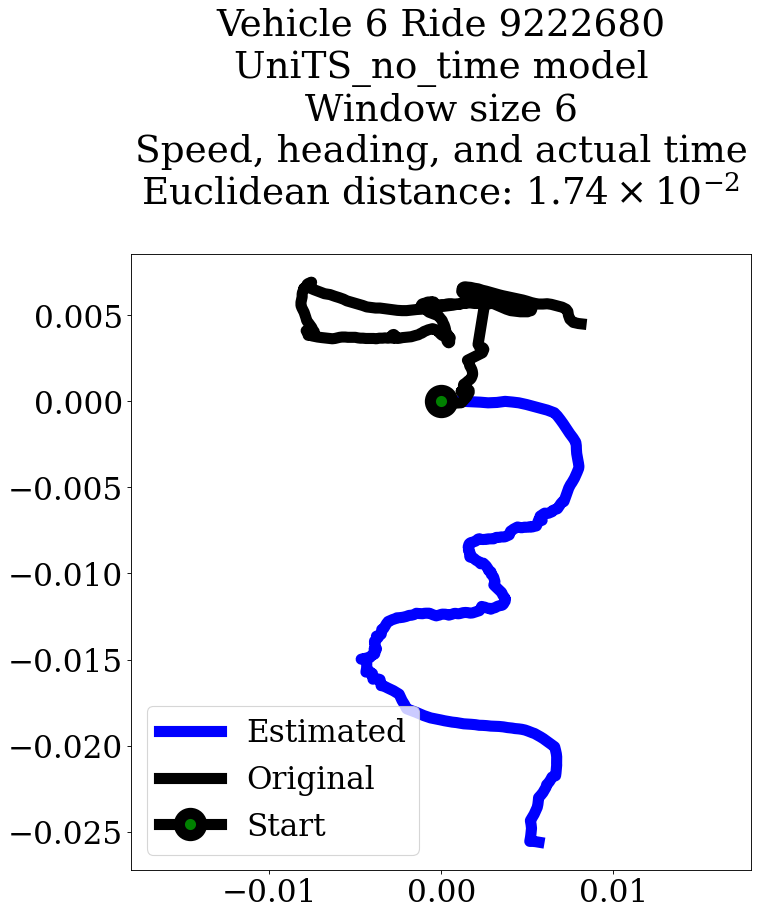 Vehicle 6 Ride 9222680
UniTS_no_time model
Window size 6
Speed, heading, and actual time
Euclidean distance: 1.74 × 10⁻²
0.005
0.000
−0.005
−0.010
−0.015
−0.020
−0.025
Estimated
Original
Start
−0.01
0.00
0.01